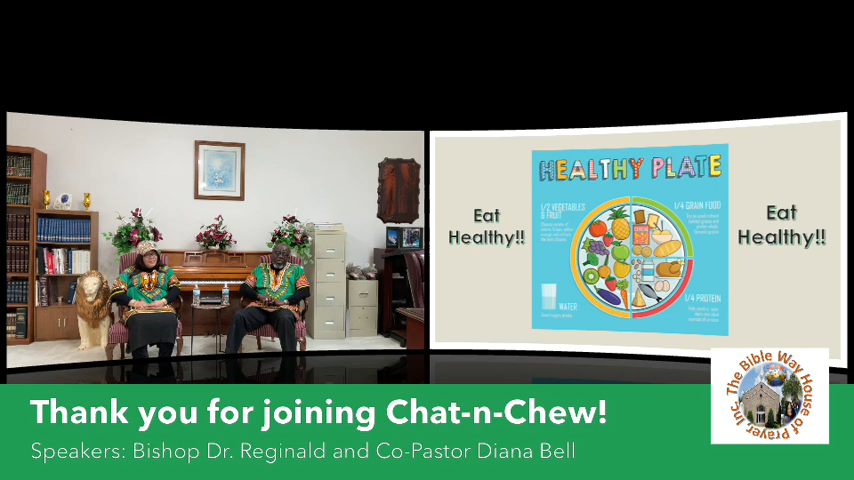 Eat
Healthy!!
HEALTHY PLATE
1/2 VEGETABLES
& FRUIT
1/4 GRAIN FOOD
1/4 PROTEIN
WATER
Eat
Healthy!!
Thank you for joining Chat-n-Chew!
Speakers: Bishop Dr. Reginald and Co-Pastor Diana Bell
The Bible Way House of Prayer, Inc.